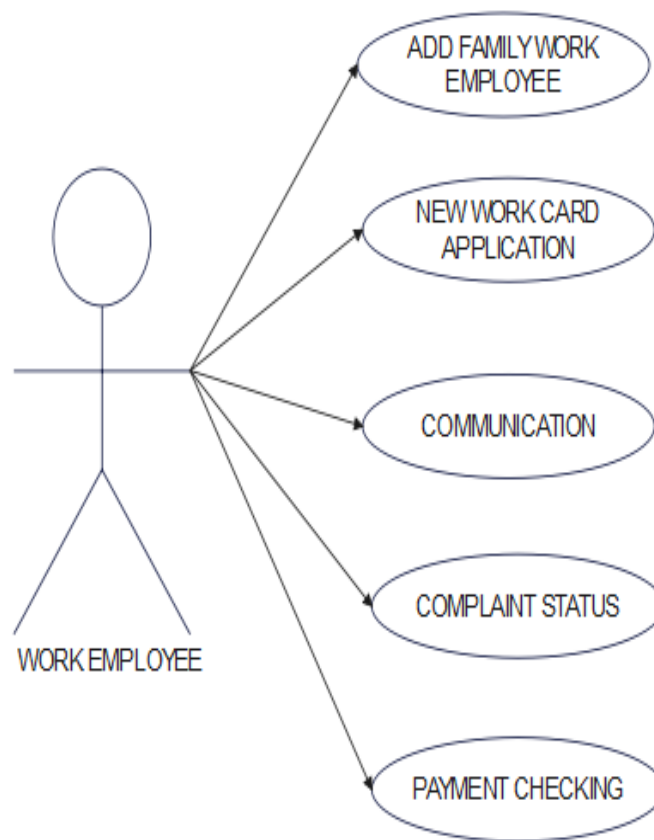 ADD FAMILY WORK
EMPLOYEE
NEW WORK CARD
APPLICATION
COMMUNICATION
COMPLAINT STATUS
WORK EMPLOYEE
PAYMENT CHECKING